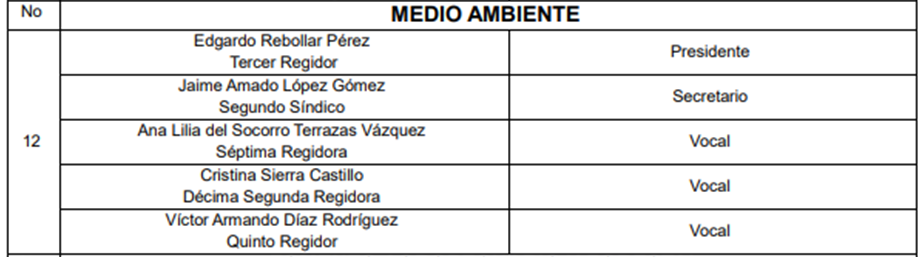 No
MEDIO AMBIENTE
12
Edgardo Rebollar Pérez
Tercer Regidor
Presidente
Jaime Amado López Gómez
Segundo Síndico
Secretario
Ana Lilia del Socorro Terrazas Vázquez
Séptima Regidora
Vocal
Cristina Sierra Castillo
Décima Segunda Regidora
Vocal
Víctor Armando Díaz Rodríguez
Quinto Regidor
Vocal